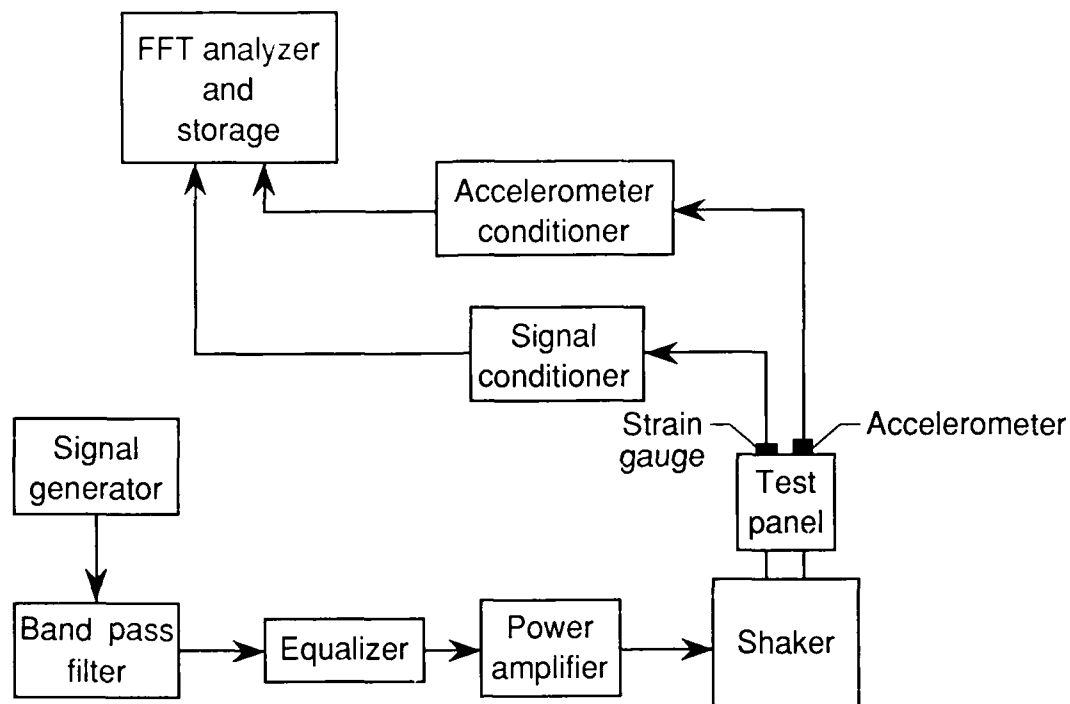 FFT analyzer
and
storage
Accelerometer
conditioner
Signal
conditioner
Strain
gauge
Accelerometer
Signal
generator
Test
panel
Band pass
filter
Equalizer
Power
amplifier
Shaker